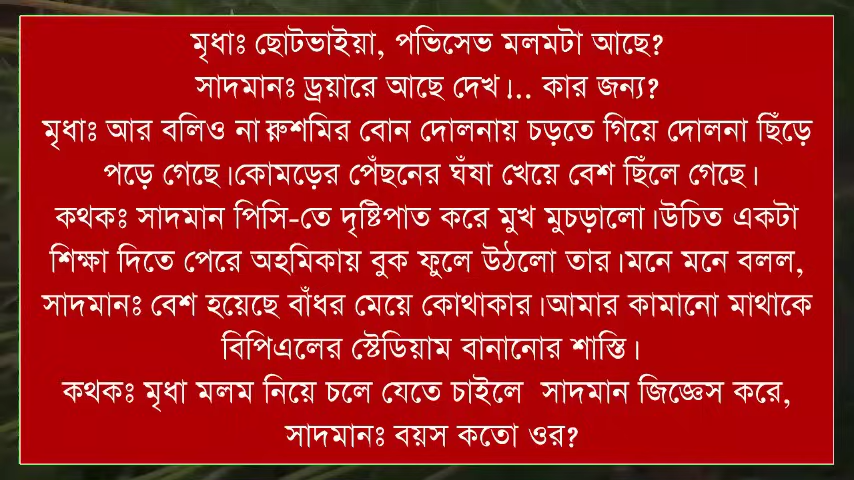 মৃধাঃ ছোটভাইয়া, পভিসেভ মলমটা আছে?
সাদমানঃ ড্রয়ারে আছে দেখ।.. কার জন্য?
মৃধাঃ আর বলিও না।রুশমির বোন দোলনায় চড়তে গিয়ে দোলনা ছিঁড়ে
পড়ে গেছে।কোমড়ের পেঁছনের ঘঁষা খেয়ে বেশ ছিঁলে গেছে।
কথকঃ সাদমান পিসি-তে দৃষ্টিপাত করে মুখ মুচড়ালো।উচিত একটা
শিক্ষা দিতে পেরে অহমিকায় বুক ফুলে উঠলো তার।মনে মনে বলল,
সাদমানঃ বেশ হয়েছে বাঁধর মেয়ে কোথাকার।আমার কামানো মাথাকে
বিপিএলের স্টেডিয়াম বানানোর শাস্তি।
কথকঃ মৃধা মলম নিয়ে চলে যেতে চাইলে সাদমান জিজ্ঞেস করে,
সাদমানঃ বয়স কতো ওর?